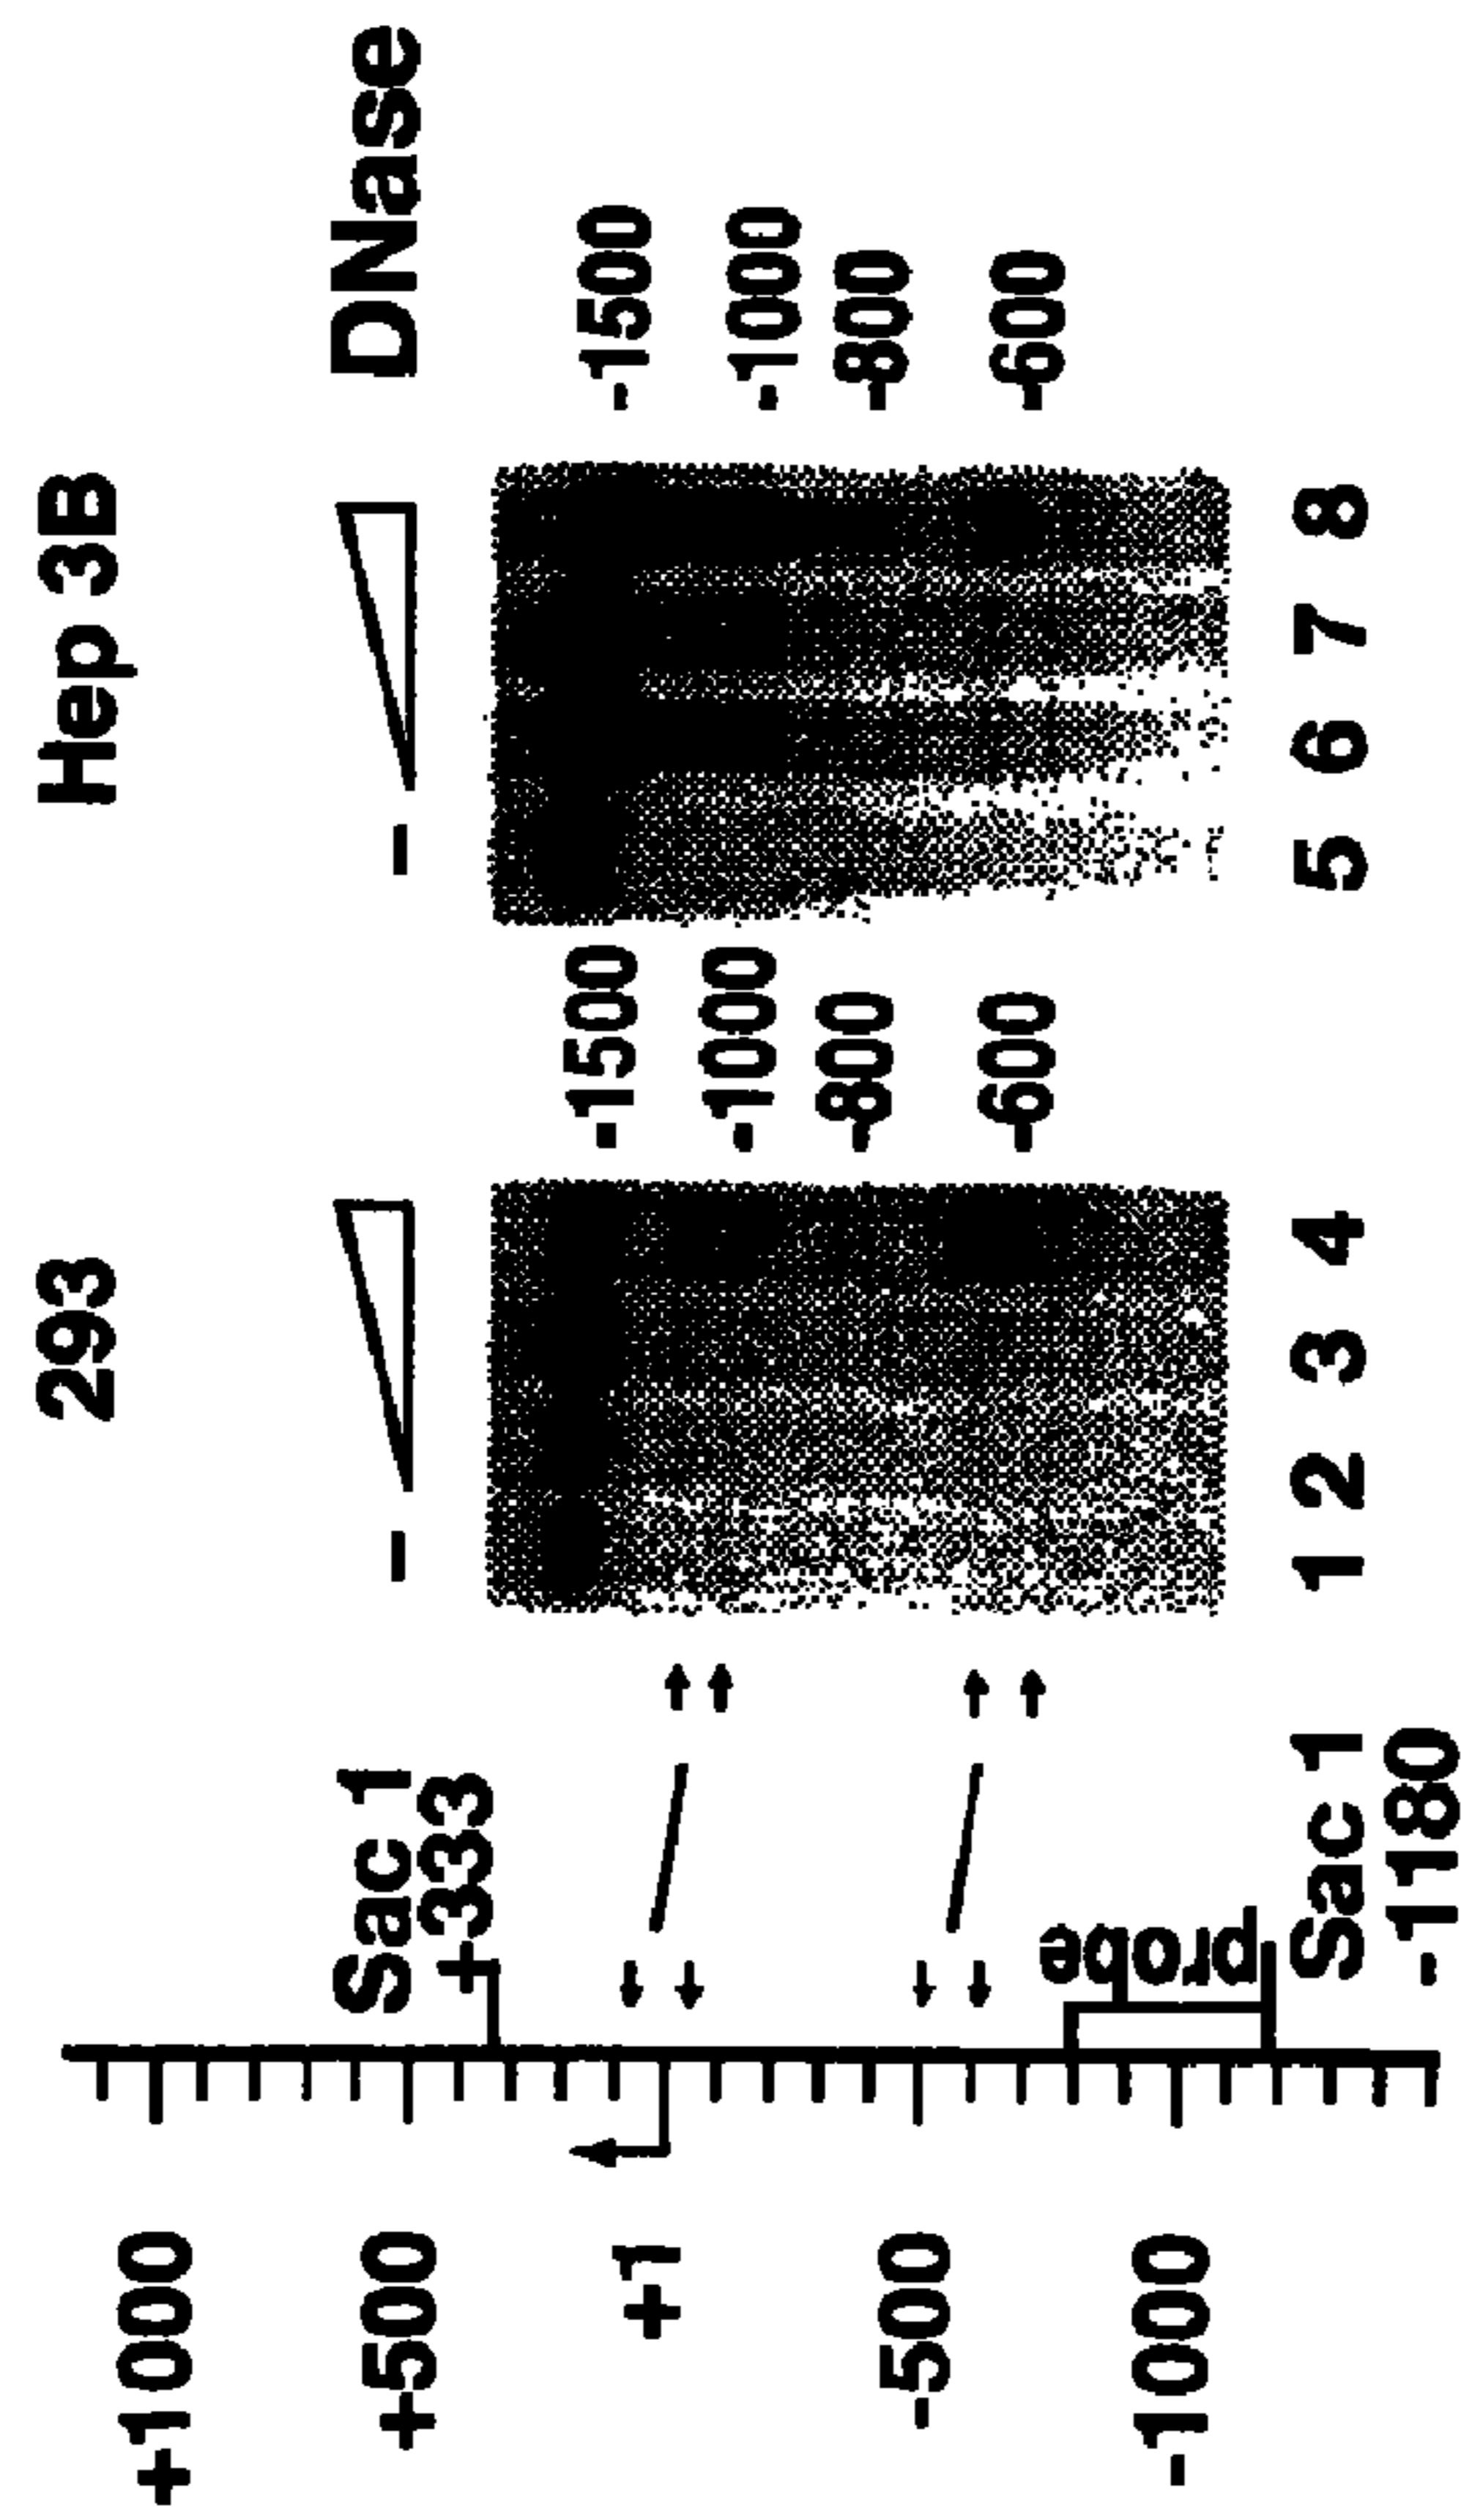 293 Hep 3B
+1000
Sac 1 – – DNase
+500
+333
-1500 -1500
+1
-1000 -1000
-800 -800
-500
-600 -600
probe
-1000
Sac 1 1 2 3 4 5 6 7 8
-1180